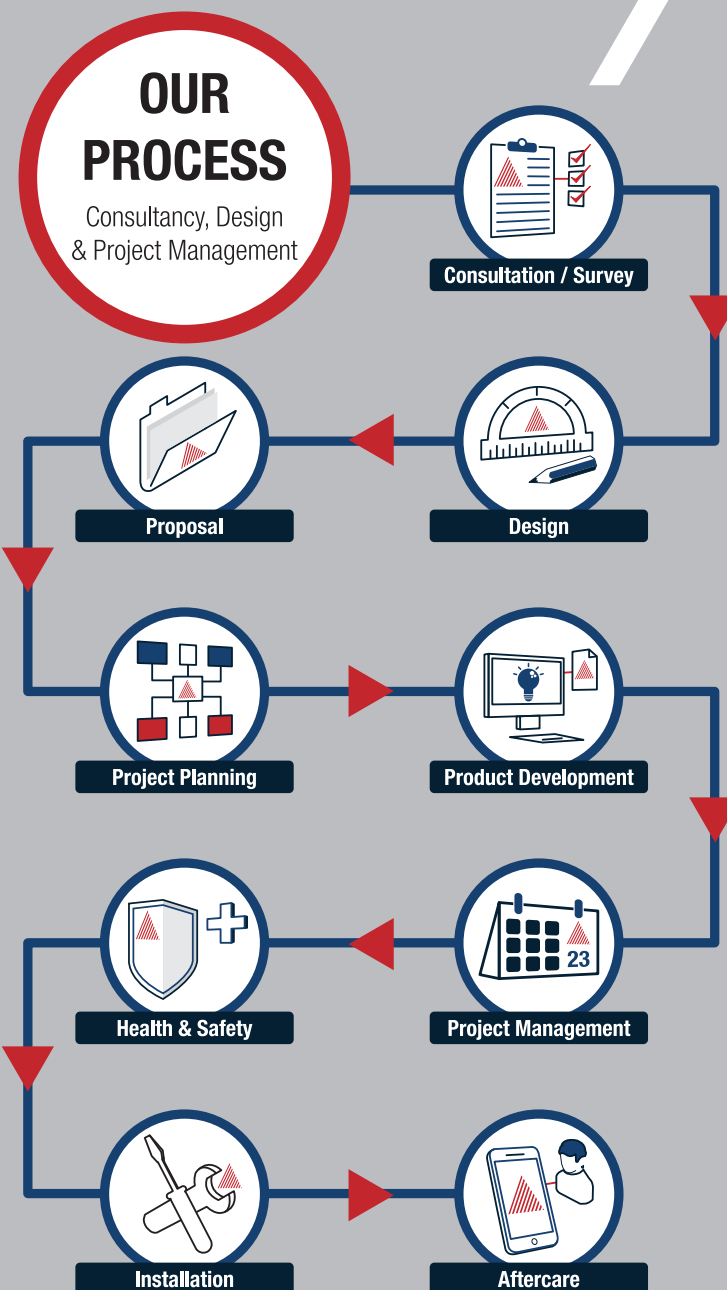 OUR
PROCESS
Consultancy, Design
& Project Management
Consultation / Survey
Design
Proposal
Project Planning
Product Development
23
Project Management
Health & Safety
Installation
Aftercare